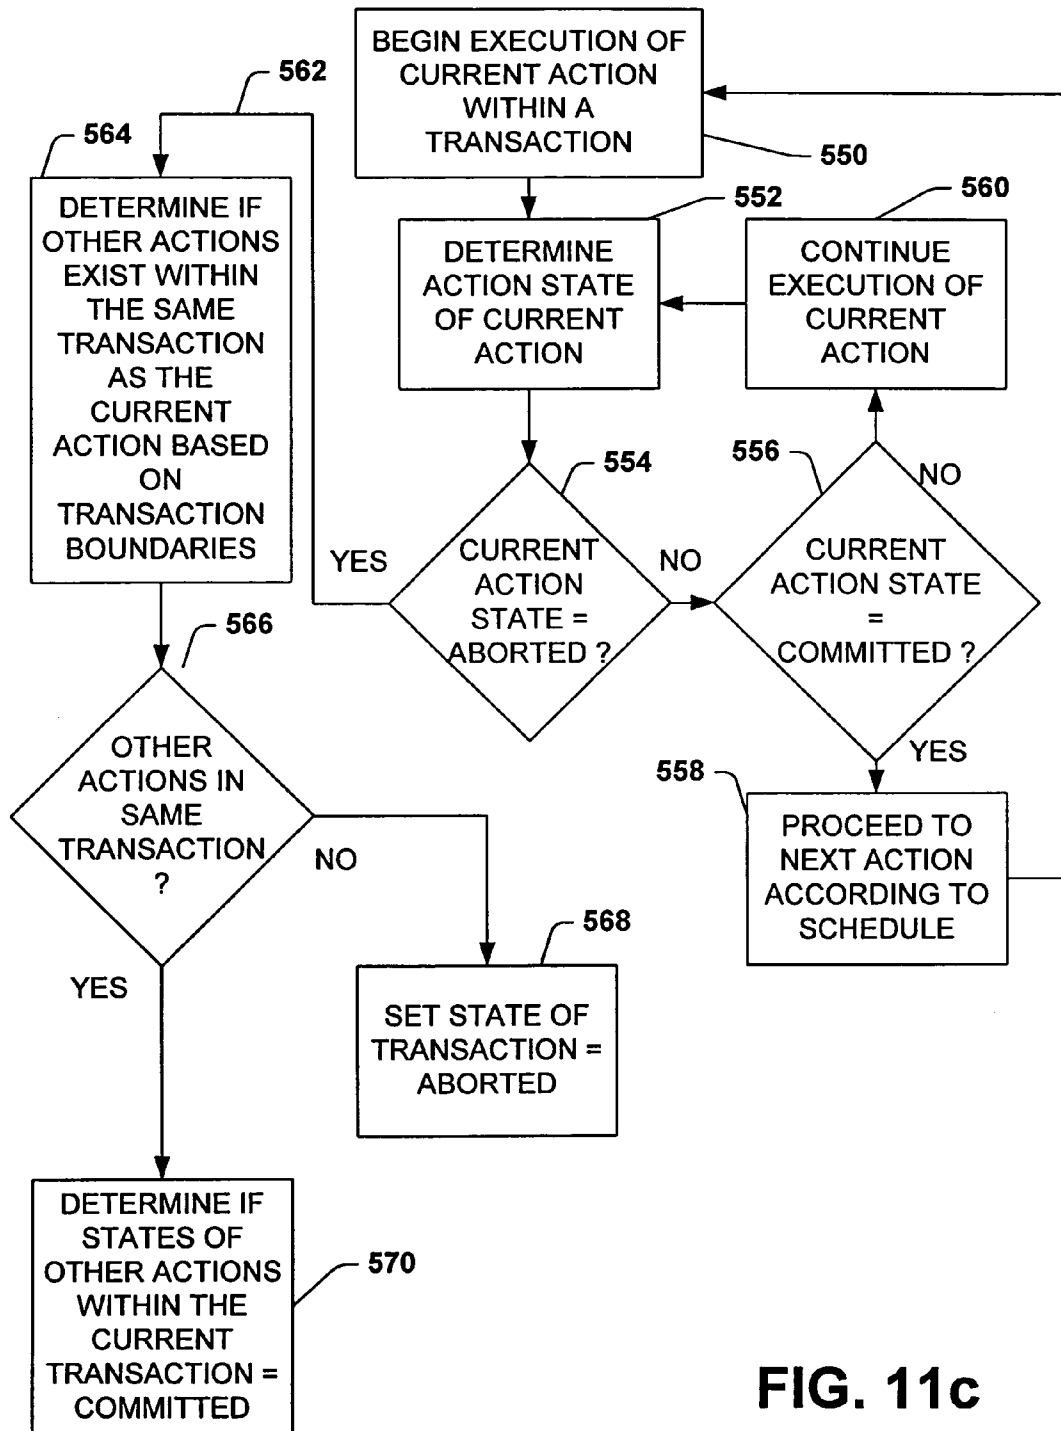 BEGIN EXECUTION OF
CURRENT ACTION
WITHIN A
TRANSACTION
550
562
564
DETERMINE IF
OTHER ACTIONS
EXIST WITHIN
THE SAME
TRANSACTION
AS THE
CURRENT
ACTION BASED
ON
TRANSACTION
BOUNDARIES
552
DETERMINE
ACTION STATE
OF CURRENT
ACTION
560
CONTINUE
EXECUTION OF
CURRENT
ACTION
554
CURRENT
ACTION
STATE =
ABORTED ?
YES
NO
556
CURRENT
ACTION STATE
=
COMMITTED ?
NO
YES
558
PROCEED TO
NEXT ACTION
ACCORDING TO
SCHEDULE
566
OTHER
ACTIONS IN
SAME
TRANSACTION
?
NO
YES
568
SET STATE OF
TRANSACTION =
ABORTED
DETERMINE IF
STATES OF
OTHER ACTIONS
WITHIN THE
CURRENT
TRANSACTION =
COMMITTED
570
FIG. 11c